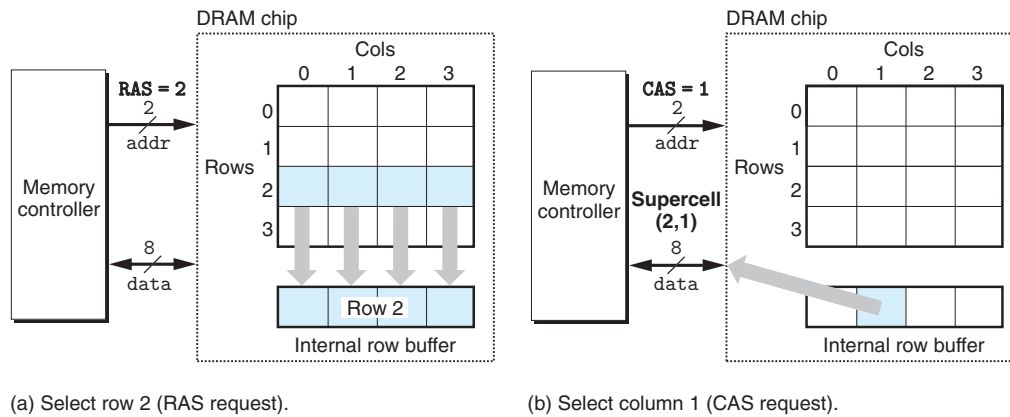 DRAM chip
Cols
0 1 2 3
RAS = 2
2
addr
Memory
controller
Rows
0
1
2
3
8
data
Row 2
Internal row buffer
(a) Select row 2 (RAS request).
DRAM chip
Cols
0 1 2 3
CAS = 1
2
addr
Memory
controller
Rows
0
1
2
3
Supercell
(2,1)
8
data
Internal row buffer
(b) Select column 1 (CAS request).